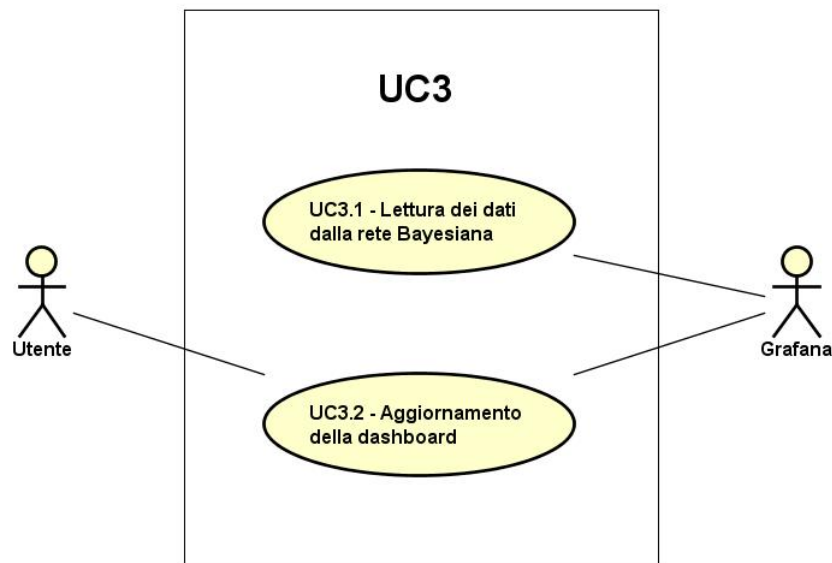 UC3
UC3.1 - Lettura dei dati
dalla rete Bayesiana
Utente
Grafana
UC3.2 - Aggiornamento
della dashboard